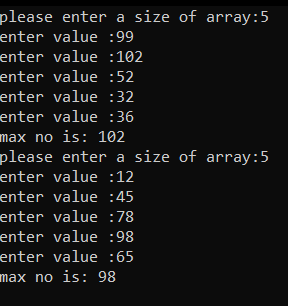 please enter a size of array:5
enter value :99
enter value :102
enter value :52
enter value :32
enter value :36
max no is: 102
please enter a size of array:5
enter value :12
enter value :45
enter value :78
enter value :98
enter value :65
max no is: 98